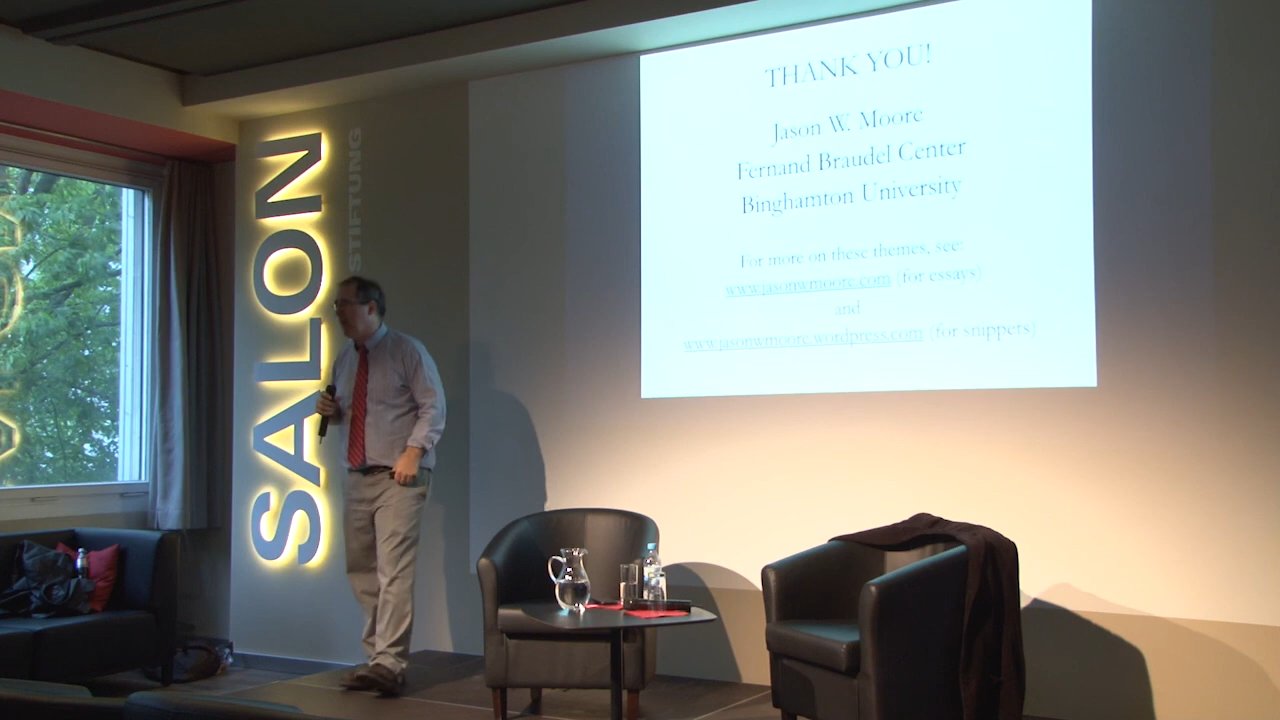 SALON
STIFTUNG
THANK YOU!
Jason W. Moore
Fernand Braudel Center
Binghamton University
For more on these themes, see:
www.jasonwmoore.com (for essays)
and
www.jasonwmoore.wordpress.com (for snippets)